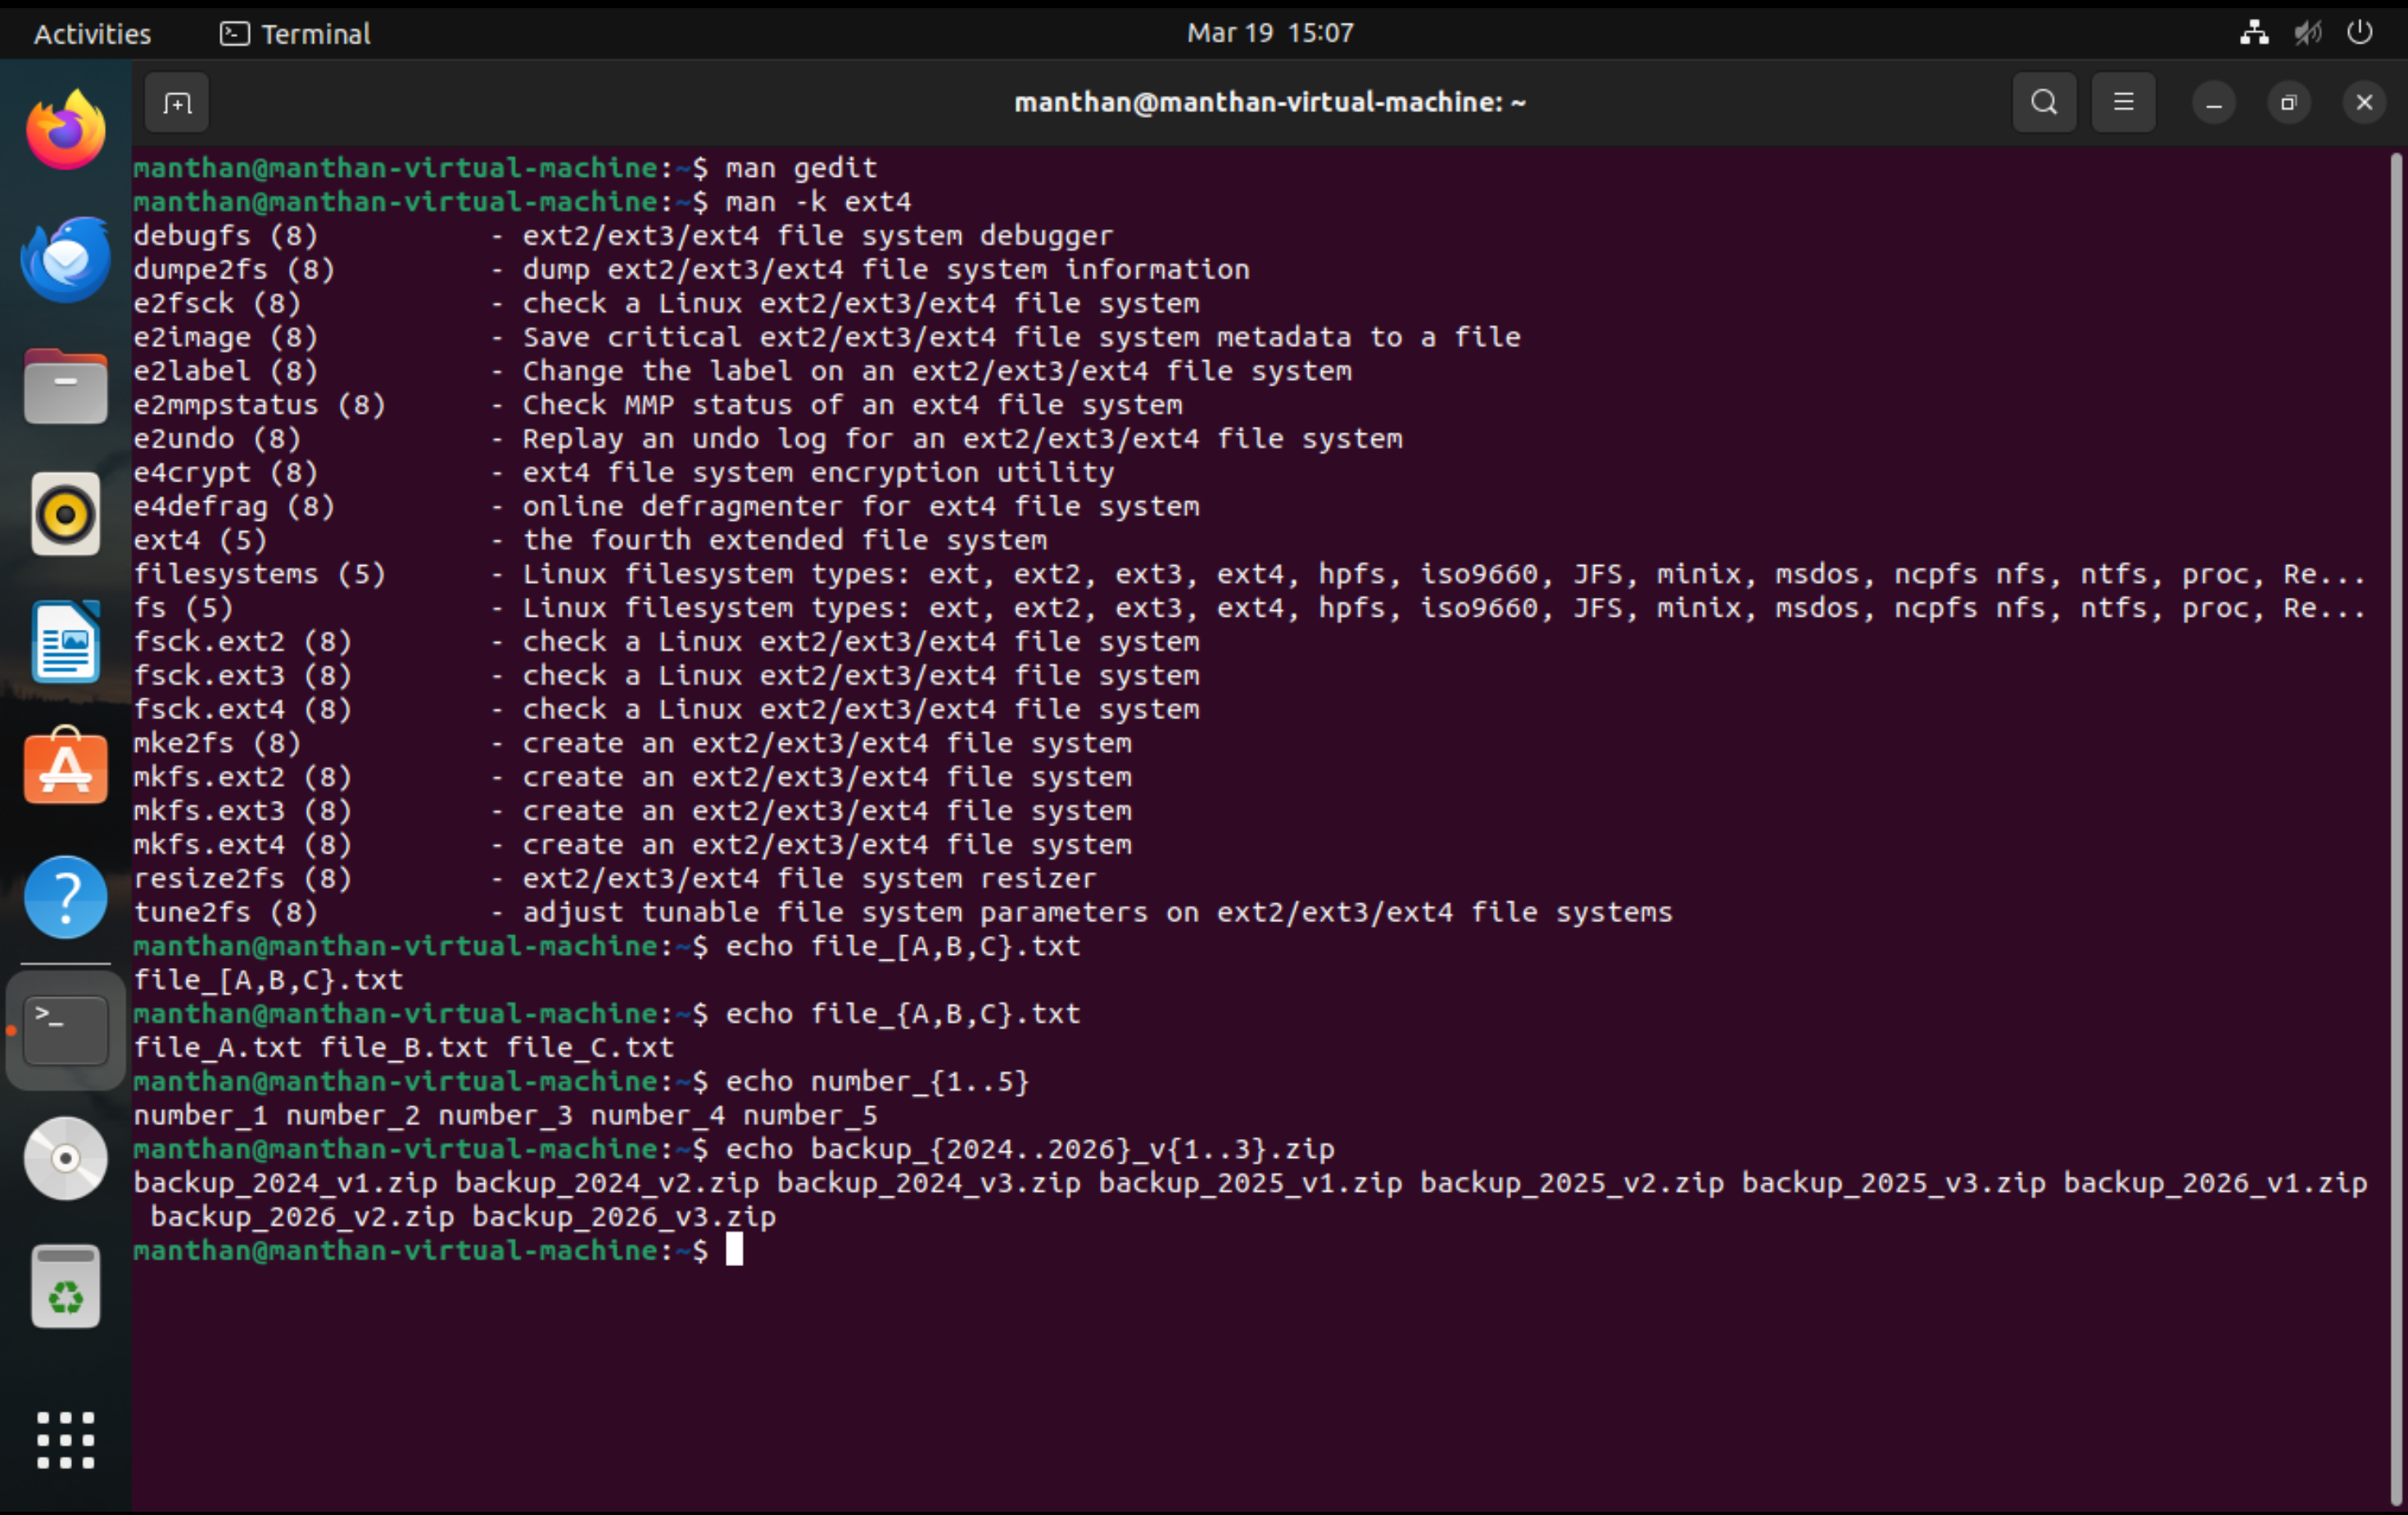 Activities Terminal Mar 19 15:07
manthan@manthan-virtual-machine: ~
manthan@manthan-virtual-machine:~$ man gedit
manthan@manthan-virtual-machine:~$ man -k ext4
debugfs (8)          - ext2/ext3/ext4 file system debugger
dumpe2fs (8)         - dump ext2/ext3/ext4 file system information
e2fsck (8)           - check a Linux ext2/ext3/ext4 file system
e2image (8)          - Save critical ext2/ext3/ext4 file system metadata to a file
e2label (8)          - Change the label on an ext2/ext3/ext4 file system
e2mmpstatus (8)      - Check MMP status of an ext4 file system
e2undo (8)           - Replay an undo log for an ext2/ext3/ext4 file system
e4crypt (8)          - ext4 file system encryption utility
e4defrag (8)         - online defragmenter for ext4 file system
ext4 (5)             - the fourth extended file system
filesystems (5)      - Linux filesystem types: ext, ext2, ext3, ext4, hpfs, iso9660, JFS, minix, msdos, ncpfs nfs, ntfs, proc, Re...
fs (5)               - Linux filesystem types: ext, ext2, ext3, ext4, hpfs, iso9660, JFS, minix, msdos, ncpfs nfs, ntfs, proc, Re...
fsck.ext2 (8)        - check a Linux ext2/ext3/ext4 file system
fsck.ext3 (8)        - check a Linux ext2/ext3/ext4 file system
fsck.ext4 (8)        - check a Linux ext2/ext3/ext4 file system
mke2fs (8)           - create an ext2/ext3/ext4 file system
mkfs.ext2 (8)        - create an ext2/ext3/ext4 file system
mkfs.ext3 (8)        - create an ext2/ext3/ext4 file system
mkfs.ext4 (8)        - create an ext2/ext3/ext4 file system
resize2fs (8)        - ext2/ext3/ext4 file system resizer
tune2fs (8)          - adjust tunable file system parameters on ext2/ext3/ext4 file systems
manthan@manthan-virtual-machine:~$ echo file_[A,B,C}.txt
file_[A,B,C}.txt
manthan@manthan-virtual-machine:~$ echo file_{A,B,C}.txt
file_A.txt file_B.txt file_C.txt
manthan@manthan-virtual-machine:~$ echo number_{1..5}
number_1 number_2 number_3 number_4 number_5
manthan@manthan-virtual-machine:~$ echo backup_{2024..2026}_v{1..3}.zip
backup_2024_v1.zip backup_2024_v2.zip backup_2024_v3.zip backup_2025_v1.zip backup_2025_v2.zip backup_2025_v3.zip backup_2026_v1.zip
 backup_2026_v2.zip backup_2026_v3.zip
manthan@manthan-virtual-machine:~$